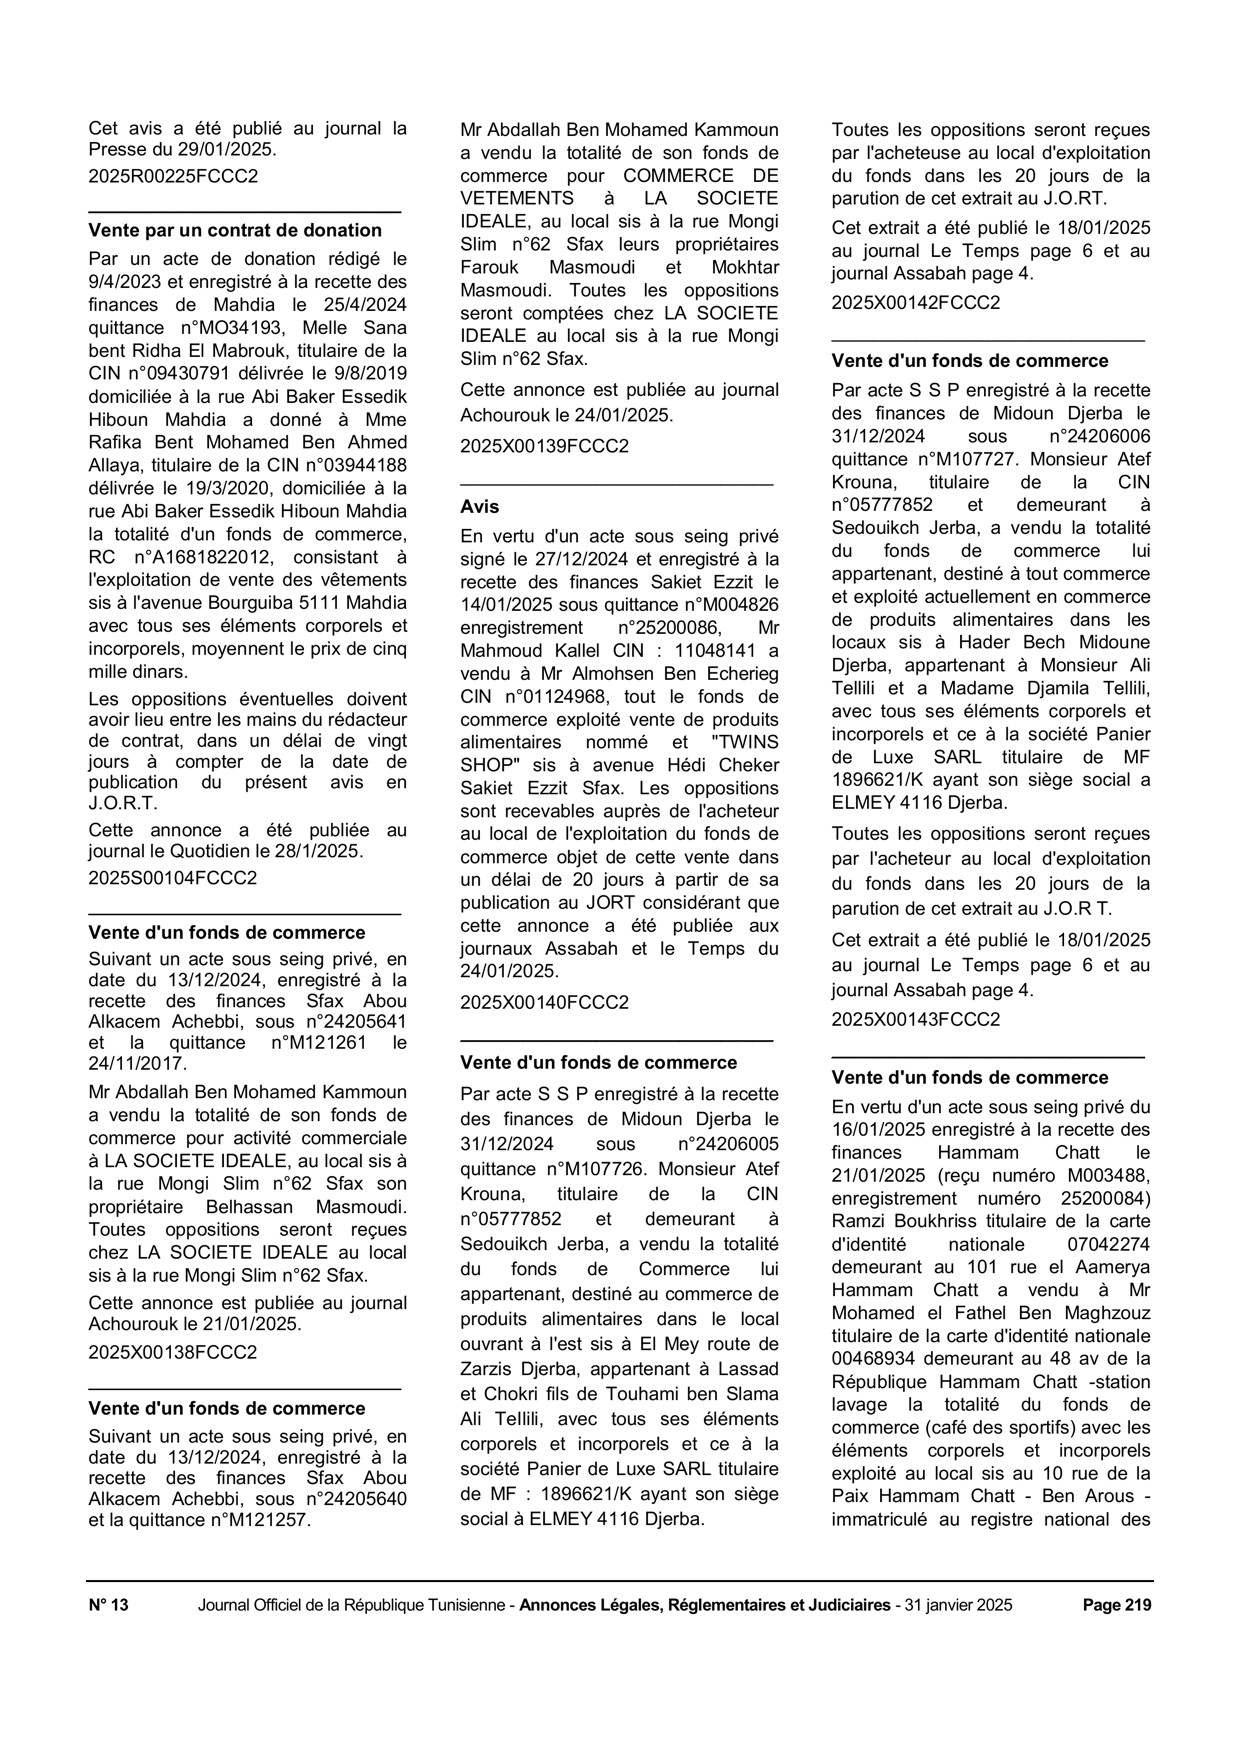 Cet avis a été publié au journal la
Presse du 29/01/2025.
2025R00225FCCC2
Vente par un contrat de donation
Par un acte de donation rédigé le
9/4/2023 et enregistré à la recette des
finances de Mahdia le 25/4/2024
quittance n°MO34193, Melle Sana
bent Ridha El Mabrouk, titulaire de la
CIN n°09430791 délivrée le 9/8/2019
domiciliée à la rue Abi Baker Essedik
Hiboun Mahdia a donné à Mme
Rafika Bent Mohamed Ben Ahmed
Allaya, titulaire de la CIN n°03944188
délivrée le 19/3/2020, domiciliée à la
rue Abi Baker Essedik Hiboun Mahdia
la totalité d'un fonds de commerce,
RC n°A1681822012, consistant à
l'exploitation de vente des vêtements
sis à l'avenue Bourguiba 5111 Mahdia
avec tous ses éléments corporels et
incorporels, moyennent le prix de cinq
mille dinars.
Les oppositions éventuelles doivent
avoir lieu entre les mains du rédacteur
de contrat, dans un délai de vingt
jours à compter de la date de
publication du présent avis en
J.O.R.T.
Cette annonce a été publiée au
journal le Quotidien le 28/1/2025.
2025S00104FCCC2
Vente d'un fonds de commerce
Suivant un acte sous seing privé, en
date du 13/12/2024, enregistré à la
recette des finances Sfax Abou
Alkacem Achebbi, sous n°24205641
et la quittance n°M121261 le
24/11/2017.
Mr Abdallah Ben Mohamed Kammoun
a vendu la totalité de son fonds de
commerce pour activité commerciale
à LA SOCIETE IDEALE, au local sis à
la rue Mongi Slim n°62 Sfax son
propriétaire Belhassan Masmoudi.
Toutes oppositions seront reçues
chez LA SOCIETE IDEALE au local
sis à la rue Mongi Slim n°62 Sfax.
Cette annonce est publiée au journal
Achourouk le 21/01/2025.
2025X00138FCCC2
Vente d'un fonds de commerce
Suivant un acte sous seing privé, en
date du 13/12/2024, enregistré à la
recette des finances Sfax Abou
Alkacem Achebbi, sous n°24205640
et la quittance n°M121257.
Mr Abdallah Ben Mohamed Kammoun
a vendu la totalité de son fonds de
commerce pour COMMERCE DE
VETEMENTS à LA SOCIETE
IDEALE, au local sis à la rue Mongi
Slim n°62 Sfax leurs propriétaires
Farouk Masmoudi et Mokhtar
Masmoudi. Toutes les oppositions
seront comptées chez LA SOCIETE
IDEALE au local sis à la rue Mongi
Slim n°62 Sfax.
Cette annonce est publiée au journal
Achourouk le 24/01/2025.
2025X00139FCCC2
Avis
En vertu d'un acte sous seing privé
signé le 27/12/2024 et enregistré à la
recette des finances Sakiet Ezzit le
14/01/2025 sous quittance n°M004826
enregistrement n°25200086, Mr
Mahmoud Kallel CIN : 11048141 a
vendu à Mr Almohsen Ben Echerieg
CIN n°01124968, tout le fonds de
commerce exploité vente de produits
alimentaires nommé et "TWINS
SHOP" sis à avenue Hédi Cheker
Sakiet Ezzit Sfax. Les oppositions
sont recevables auprès de l'acheteur
au local de l'exploitation du fonds de
commerce objet de cette vente dans
un délai de 20 jours à partir de sa
publication au JORT considérant que
cette annonce a été publiée aux
journaux Assabah et le Temps du
24/01/2025.
2025X00140FCCC2
Vente d'un fonds de commerce
Par acte S S P enregistré à la recette
des finances de Midoun Djerba le
31/12/2024 sous n°24206005
quittance n°M107726. Monsieur Atef
Krouna, titulaire de la CIN
n°05777852 et demeurant à
Sedouikch Jerba, a vendu la totalité
du fonds de Commerce lui
appartenant, destiné au commerce de
produits alimentaires dans le local
ouvrant à l'est sis à El Mey route de
Zarzis Djerba, appartenant à Lassad
et Chokri fils de Touhami ben Slama
Ali Tellili, avec tous ses éléments
corporels et incorporels et ce à la
société Panier de Luxe SARL titulaire
de MF : 1896621/K ayant son siège
social à ELMEY 4116 Djerba.
Toutes les oppositions seront reçues
par l'acheteuse au local d'exploitation
du fonds dans les 20 jours de la
parution de cet extrait au J.O.RT.
Cet extrait a été publié le 18/01/2025
au journal Le Temps page 6 et au
journal Assabah page 4.
2025X00142FCCC2
Vente d'un fonds de commerce
Par acte S S P enregistré à la recette
des finances de Midoun Djerba le
31/12/2024 sous n°24206006
quittance n°M107727. Monsieur Atef
Krouna, titulaire de la CIN
n°05777852 et demeurant à
Sedouikch Jerba, a vendu la totalité
du fonds de commerce lui
appartenant, destiné à tout commerce
et exploité actuellement en commerce
de produits alimentaires dans les
locaux sis à Hader Bech Midoune
Djerba, appartenant à Monsieur Ali
Tellili et a Madame Djamila Tellili,
avec tous ses éléments corporels et
incorporels et ce à la société Panier
de Luxe SARL titulaire de MF
1896621/K ayant son siège social a
ELMEY 4116 Djerba.
Toutes les oppositions seront reçues
par l'acheteur au local d'exploitation
du fonds dans les 20 jours de la
parution de cet extrait au J.O.R T.
Cet extrait a été publié le 18/01/2025
au journal Le Temps page 6 et au
journal Assabah page 4.
2025X00143FCCC2
Vente d'un fonds de commerce
En vertu d'un acte sous seing privé du
16/01/2025 enregistré à la recette des
finances Hammam Chatt le
21/01/2025 (reçu numéro M003488,
enregistrement numéro 25200084)
Ramzi Boukhriss titulaire de la carte
d'identité nationale 07042274
demeurant au 101 rue el Aamerya
Hammam Chatt a vendu à Mr
Mohamed el Fathel Ben Maghzouz
titulaire de la carte d'identité nationale
00468934 demeurant au 48 av de la
République Hammam Chatt -station
lavage la totalité du fonds de
commerce (café des sportifs) avec les
éléments corporels et incorporels
exploité au local sis au 10 rue de la
Paix Hammam Chatt - Ben Arous -
immatriculé au registre national des
N° 13 Journal Officiel de la République Tunisienne - Annonces Légales, Réglementaires et Judiciaires - 31 janvier 2025 Page 219